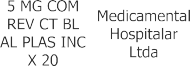 5 MG COM
REV CT BL
AL PLAS INC
X 20
Medicamental
Hospitalar
Ltda